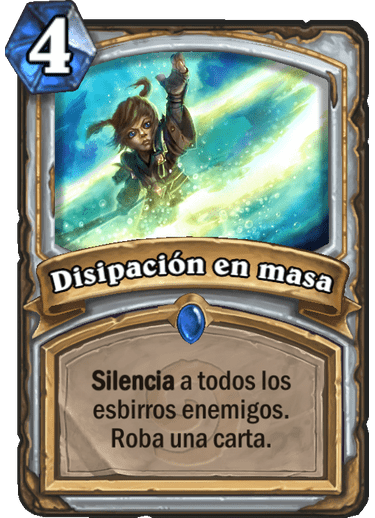 4
Disipación en masa
Silencia a todos los
esbirros enemigos.
Roba una carta.